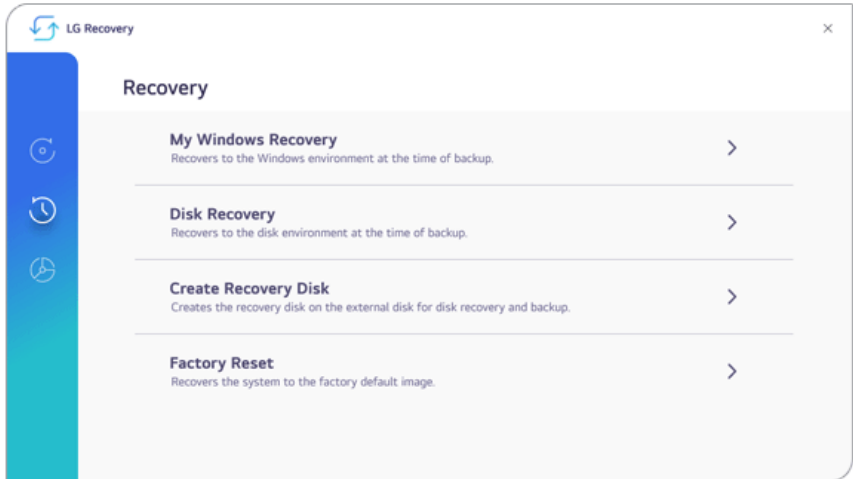 LG Recovery
Recovery
My Windows Recovery
Recovers to the Windows environment at the time of backup.
Disk Recovery
Recovers to the disk environment at the time of backup.
Create Recovery Disk
Creates the recovery disk on the external disk for disk recovery and backup.
Factory Reset
Recovers the system to the factory default image.